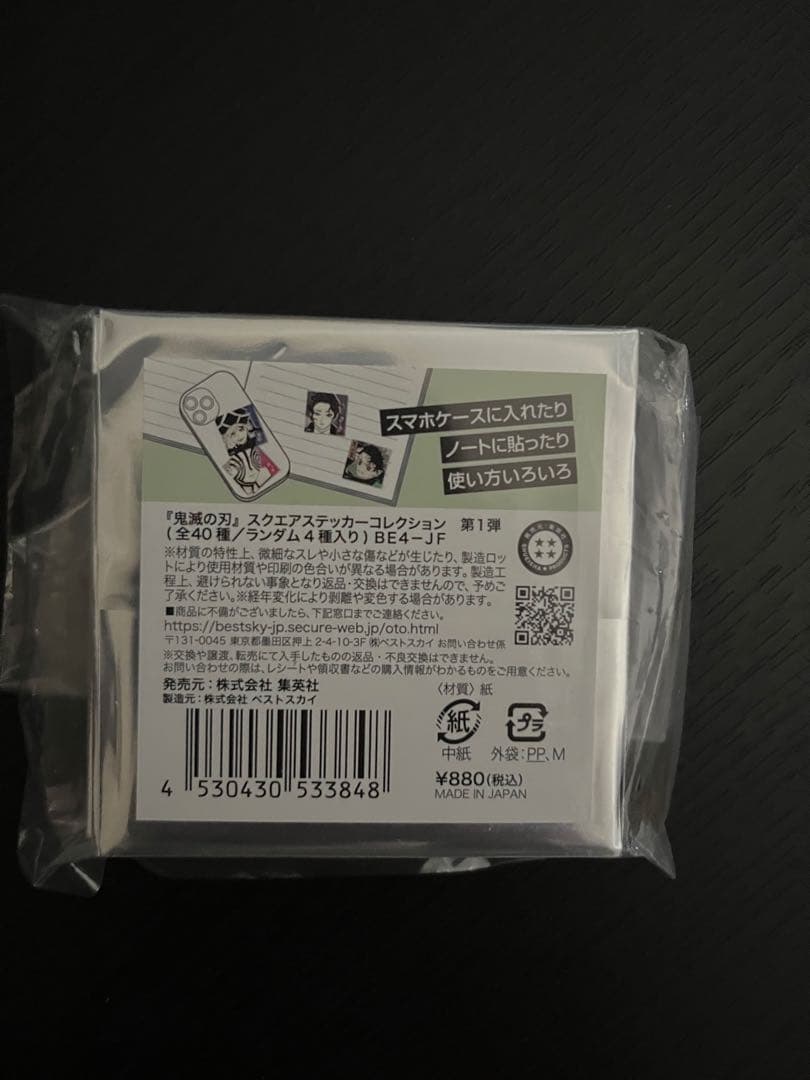 スマホケースに入れたり
ノートに貼ったり
使い方いろいろ
『鬼滅の刃』 スクエアステッカーコレクション 第1弾
(全40種／ランダム4種入り) BE4-JF
※材質の特性上、微細なスレや小さな傷などが生じたり、製造ロッ
トにより使用材質や印刷の色合いが異なる場合があります。製造工
程上、避けられない事象となり返品・交換はできませんので、予めご
了承ください。※経年変化により剥離や変色する場合があります。
■商品に不備がございましたら、下記窓口までご連絡ください。
https://bestsky-jp.secure-web.jp/oto.html
〒131-0045 東京都墨田区押上 2-4-10-3F ㈱ベストスカイ お問い合わせ係
※交換や譲渡、転売にて入手したものの返品・不良交換はできません。
お問い合わせの際は、レシートや領収書などの購入情報がわかるものをご用意ください。
発売元：株式会社 集英社
製造元：株式会社 ベストスカイ
〈材質〉紙
紙
プラ
中紙 外袋：PP、M
¥880(税込)
MADE IN JAPAN
4 530430 533848